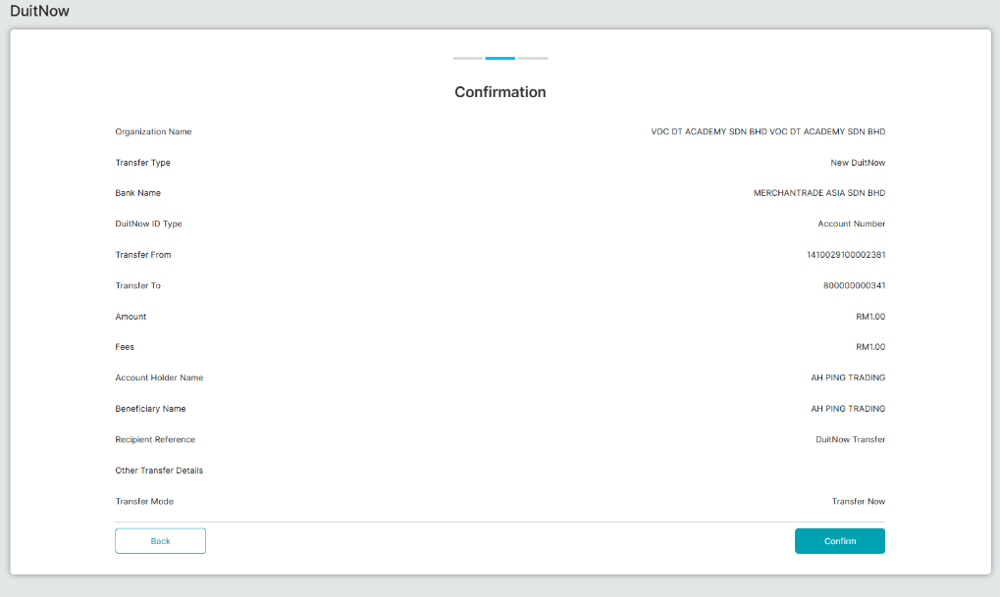 DuitNow
Confirmation
Organization Name VOC DT ACADEMY SDN BHD VOC DT ACADEMY SDN BHD
Transfer Type New DuitNow
Bank Name MERCHANTRADE ASIA SDN BHD
DuitNow ID Type Account Number
Transfer From 1410029100002381
Transfer To 800000000341
Amount RM1.00
Fees RM1.00
Account Holder Name AH PING TRADING
Beneficiary Name AH PING TRADING
Recipient Reference DuitNow Transfer
Other Transfer Details
Transfer Mode Transfer Now
Back Confirm